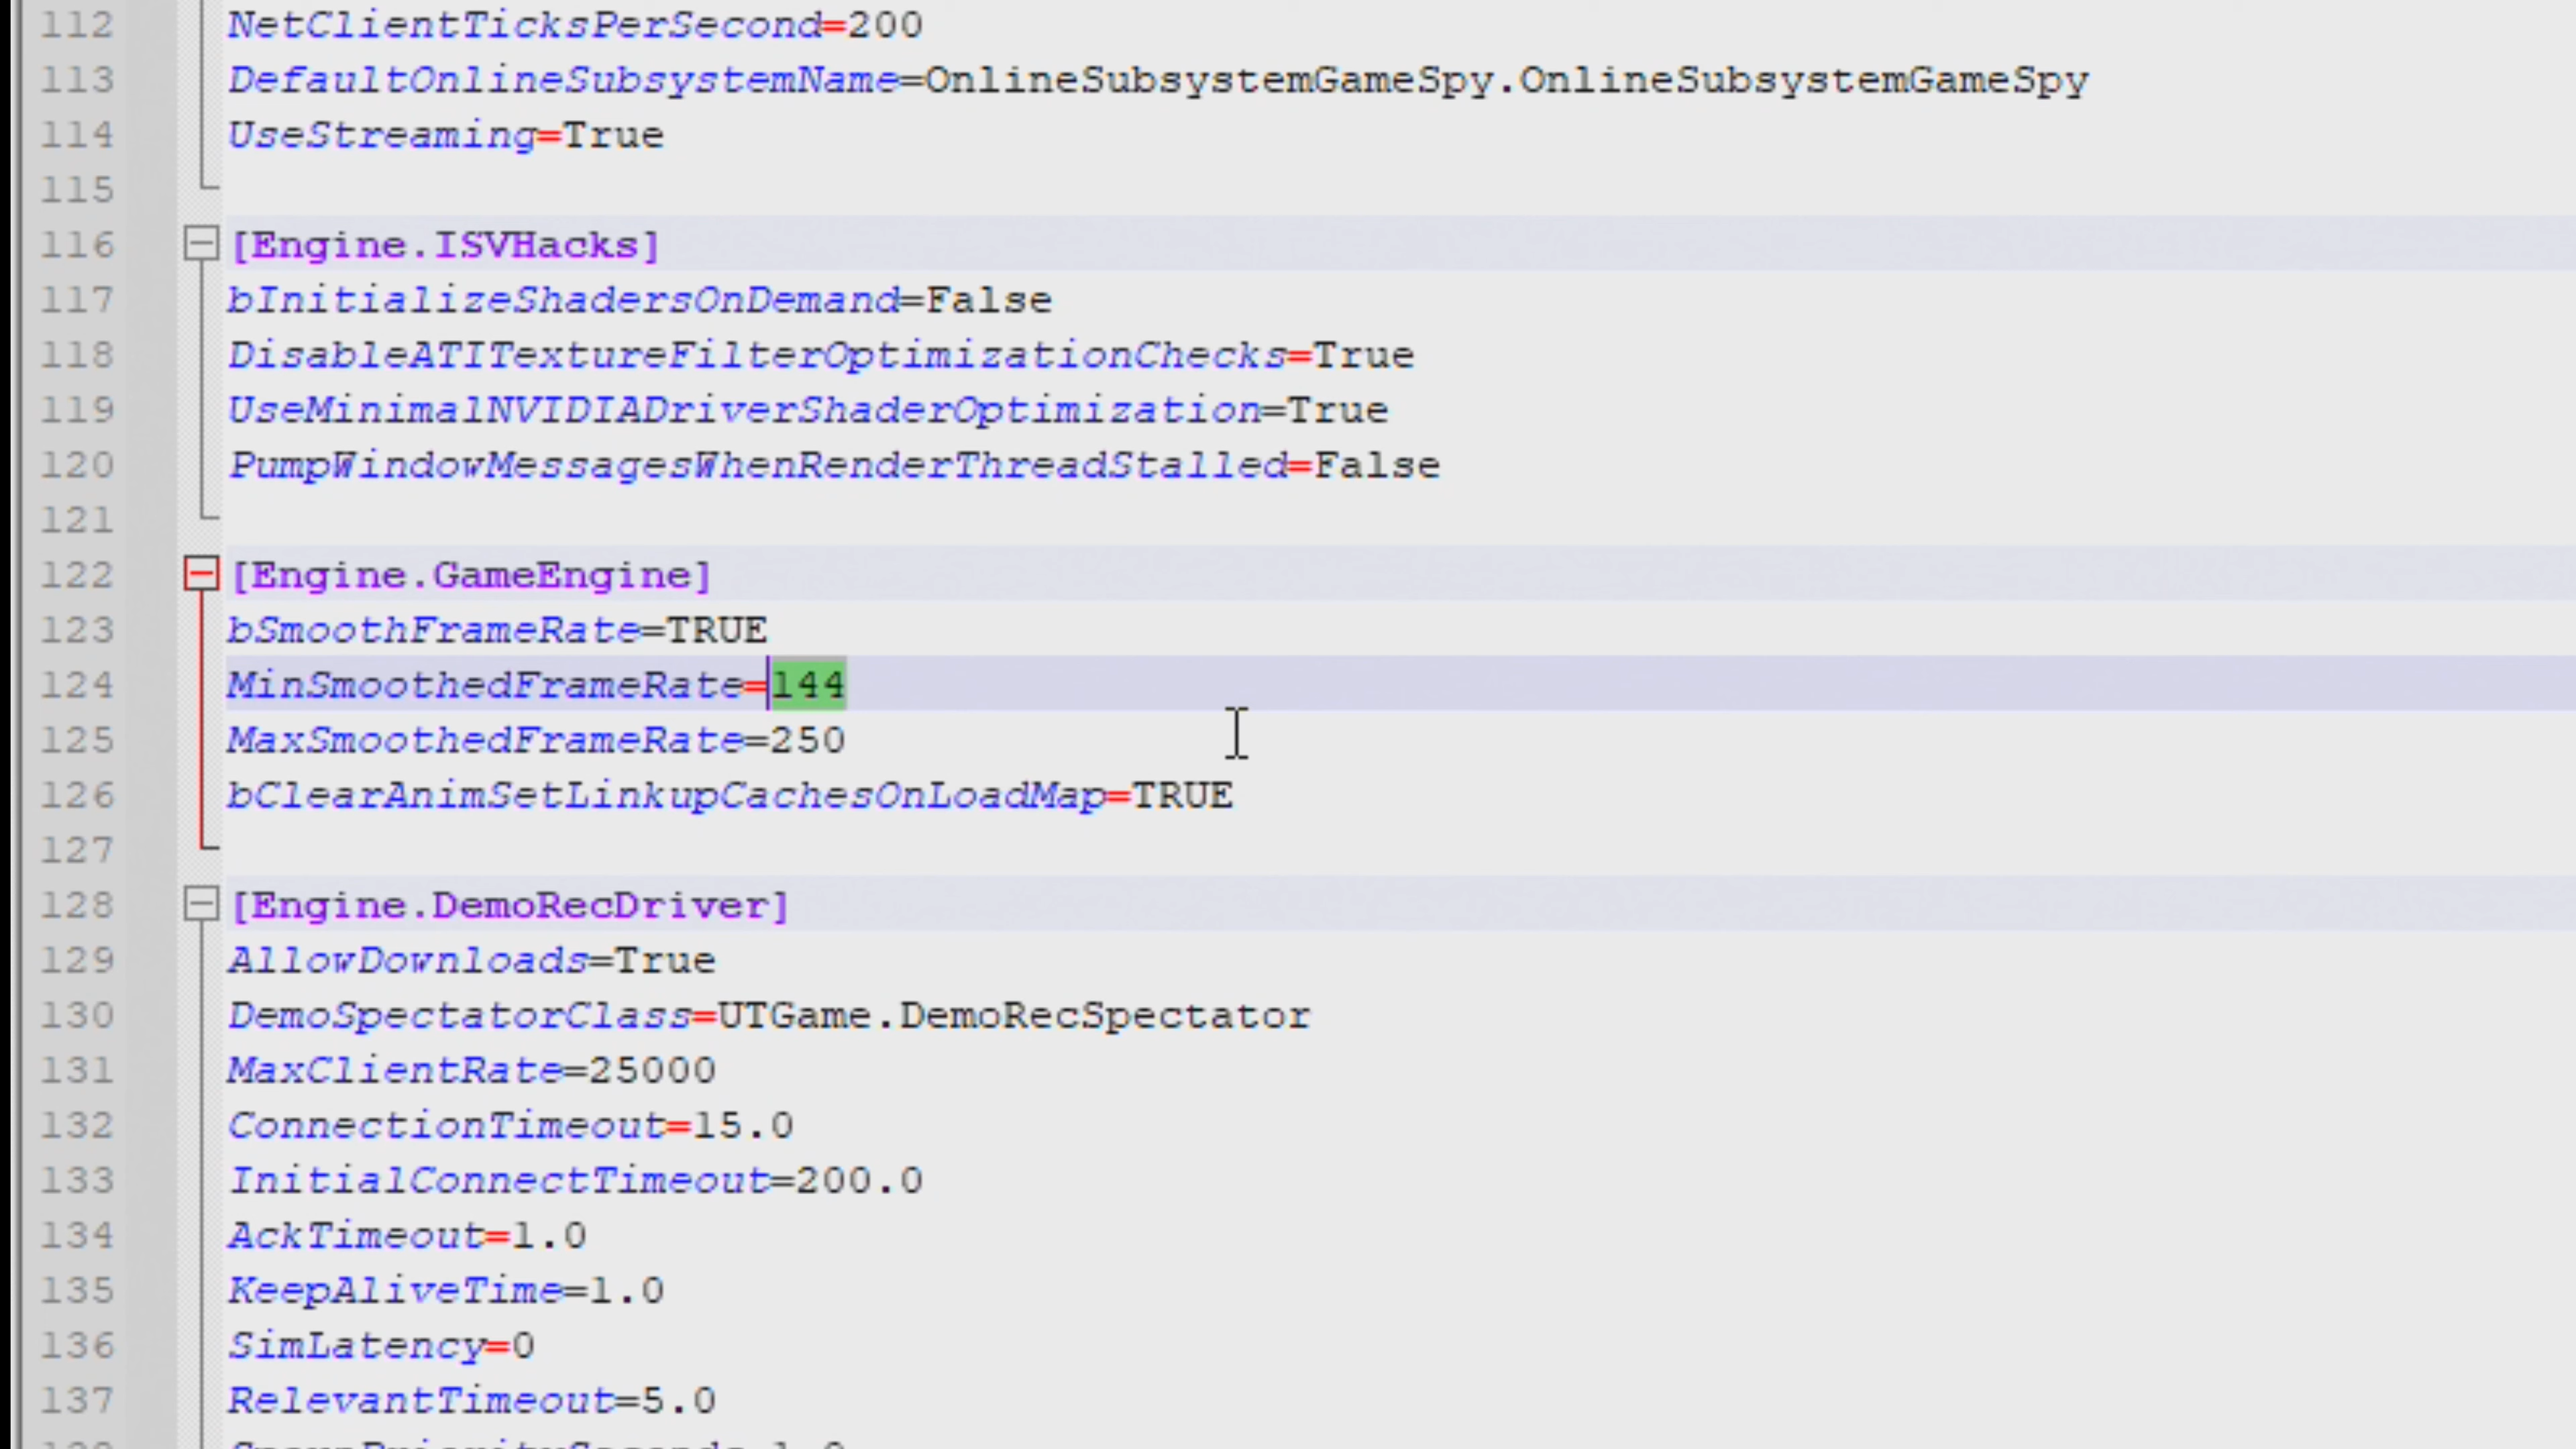 112 NetClientTicksPerSecond=200
113 DefaultOnlineSubsystemName=OnlineSubsystemGameSpy.OnlineSubsystemGameSpy
114 UseStreaming=True
115
116 [Engine.ISVHacks]
117 bInitializeShadersOnDemand=False
118 DisableATITextureFilterOptimizationChecks=True
119 UseMinimalNVIDIADriverShaderOptimization=True
120 PumpWindowMessagesWhenRenderThreadStalled=False
121
122 [Engine.GameEngine]
123 bSmoothFrameRate=TRUE
124 MinSmoothedFrameRate=144
125 MaxSmoothedFrameRate=250
126 bClearAnimSetLinkupCachesOnLoadMap=TRUE
127
128 [Engine.DemoRecDriver]
129 AllowDownloads=True
130 DemoSpectatorClass=UTGame.DemoRecSpectator
131 MaxClientRate=25000
132 ConnectionTimeout=15.0
133 InitialConnectTimeout=200.0
134 AckTimeout=1.0
135 KeepAliveTime=1.0
136 SimLatency=0
137 RelevantTimeout=5.0